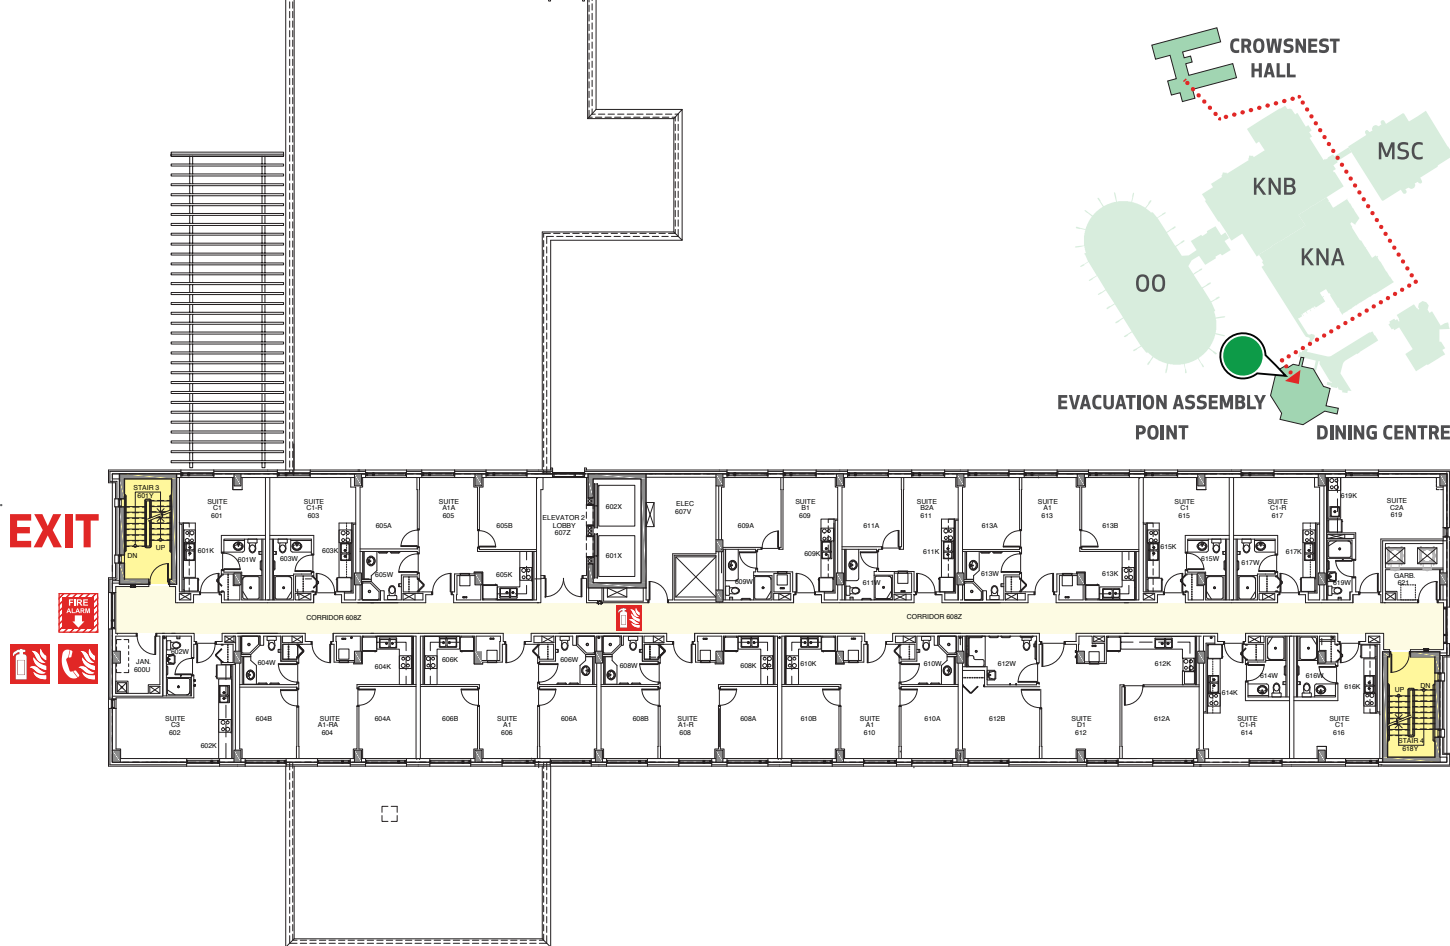 CROWSNEST
HALL
MSC
KNB
KNA
OO
EVACUATION ASSEMBLY
POINT
DINING CENTRE
EXIT
FIRE
ALARM
STAIR 3
601Y
UP
DN
SUITE
C1
601
601K
601W
SUITE
C1-R
603
603W
603K
605A
605W
SUITE
A1A
605
605B
605K
ELEVATOR 2
LOBBY
607Z
602X
601X
ELEC
607V
609A
609W
SUITE
B1
609
609K
611A
611W
SUITE
B2A
611
611K
613A
613W
SUITE
A1
613
613B
613K
SUITE
C1
615
615K
615W
SUITE
C1-R
617
617W
617K
619K
SUITE
C2A
619
619W
GARB.
621
CORRIDOR 608Z
CORRIDOR 608Z
JAN.
600U
602W
SUITE
C3
602
602K
604W
604B
SUITE
A1-RA
604
604K
604A
606K
606B
SUITE
A1
606
606W
606A
608W
608B
SUITE
A1-R
608
608K
608A
610K
610B
SUITE
A1
610
610W
610A
612W
612B
SUITE
D1
612
612K
612A
614K
614W
SUITE
C1-R
614
616W
616K
SUITE
C1
616
UP
DN
STAIR 4
618Y